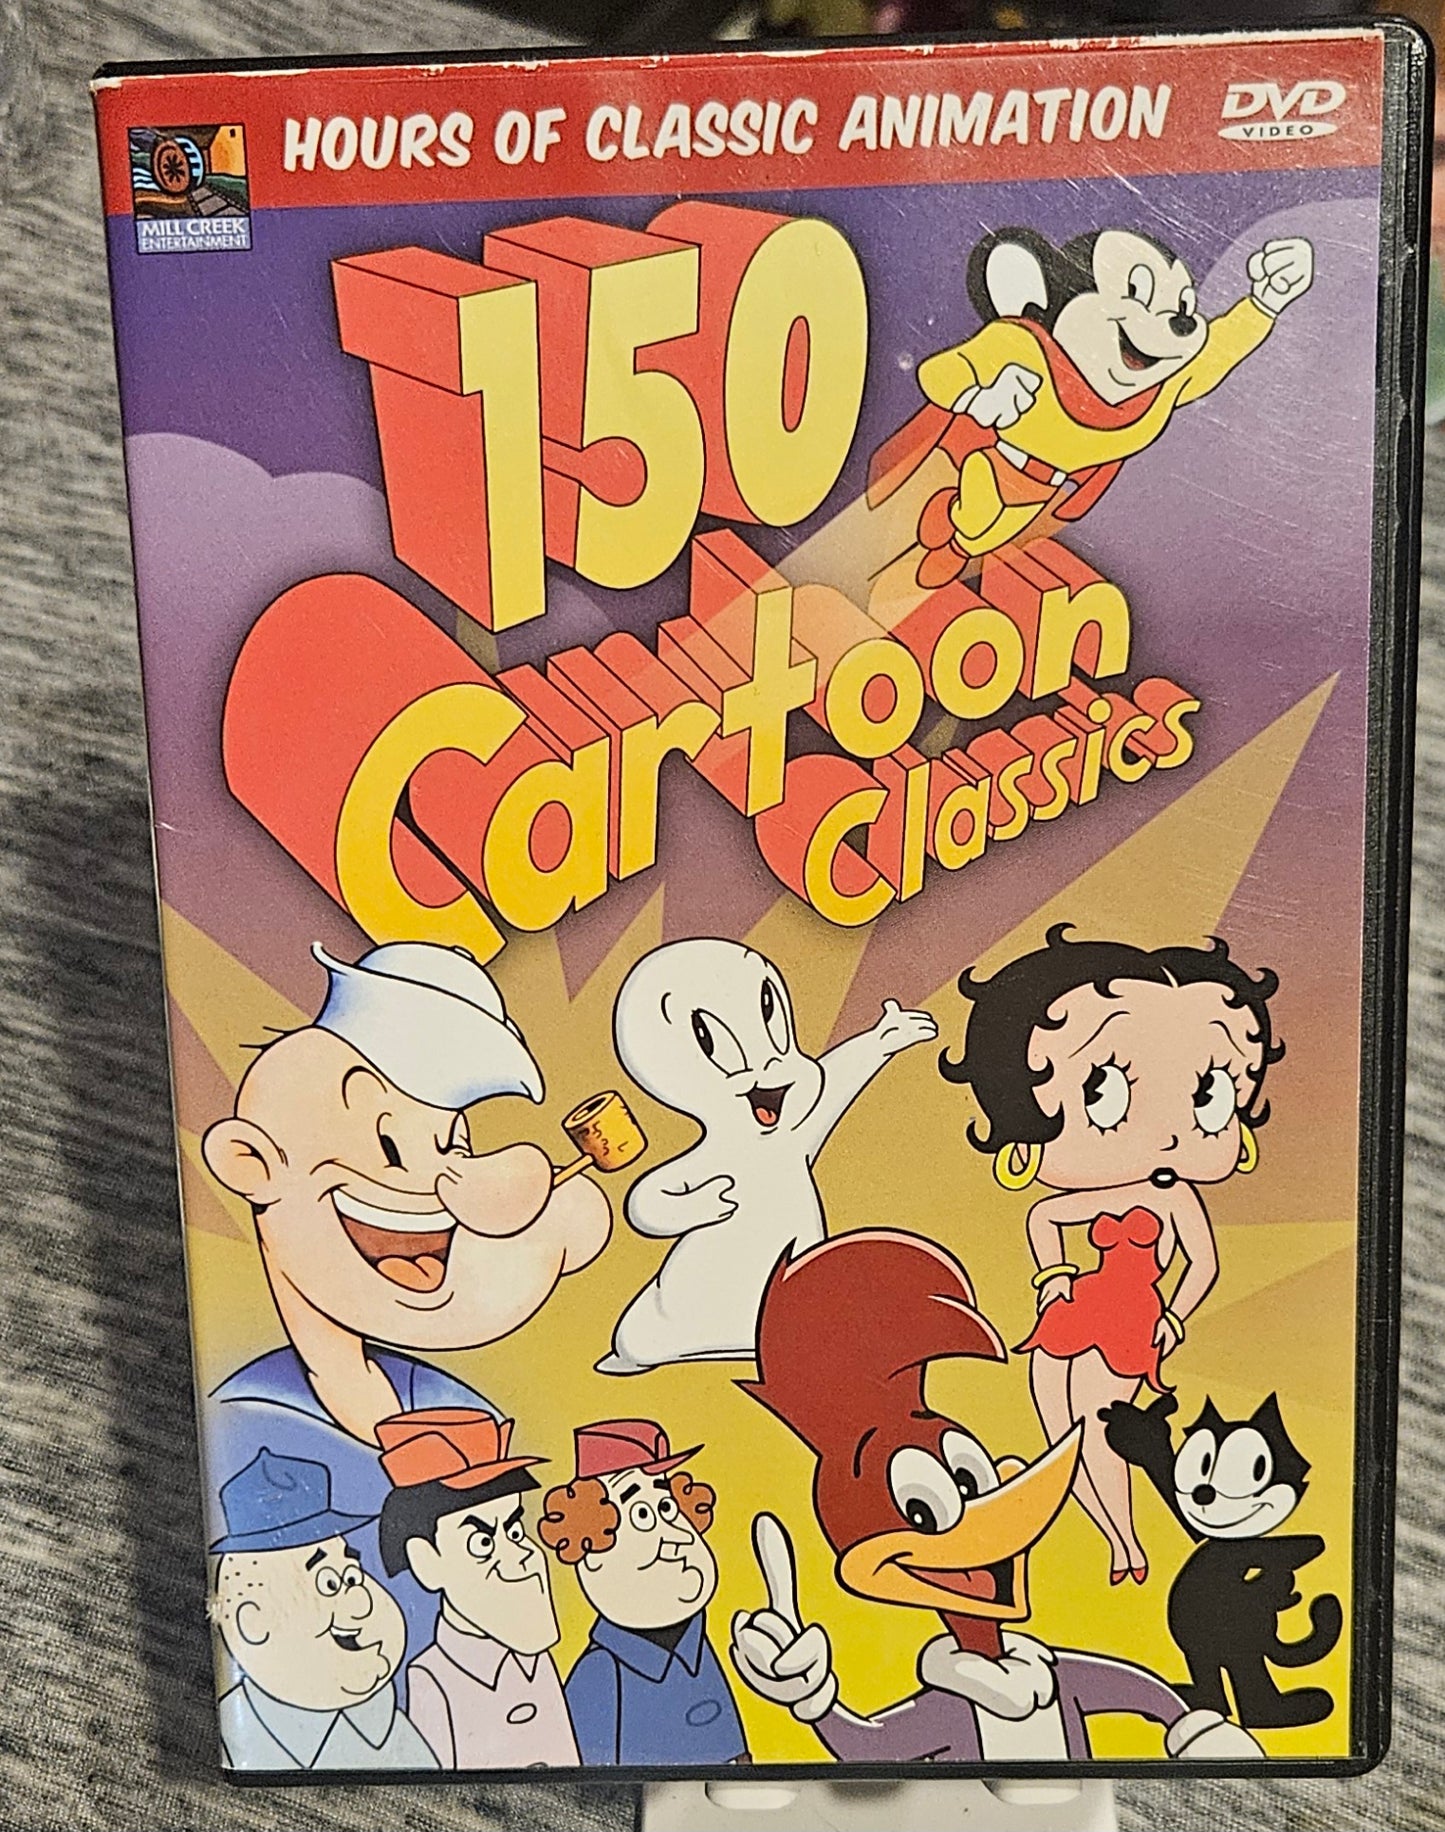 HOURS OF CLASSIC ANIMATION
DVD
VIDEO
MILL CREEK
ENTERTAINMENT
150
Cartoon
Classics